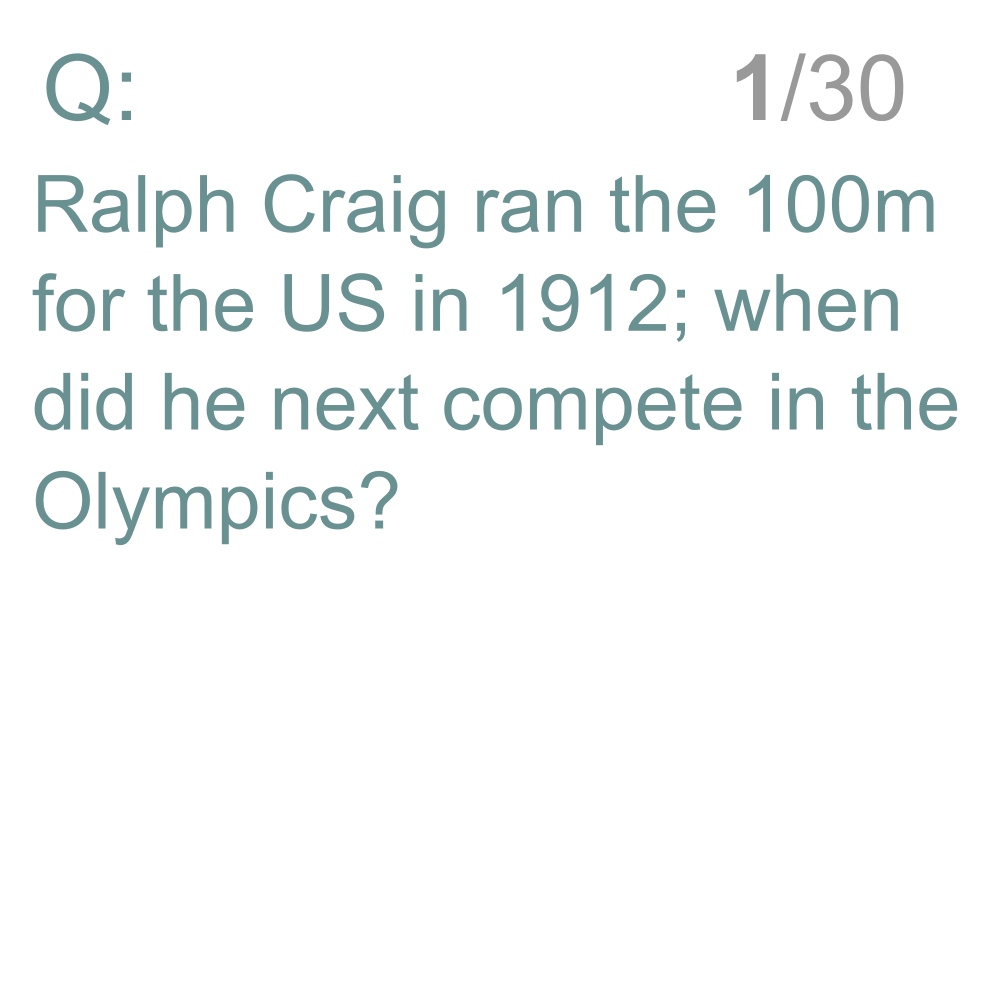 Q: 1/30
Ralph Craig ran the 100m
for the US in 1912; when
did he next compete in the
Olympics?